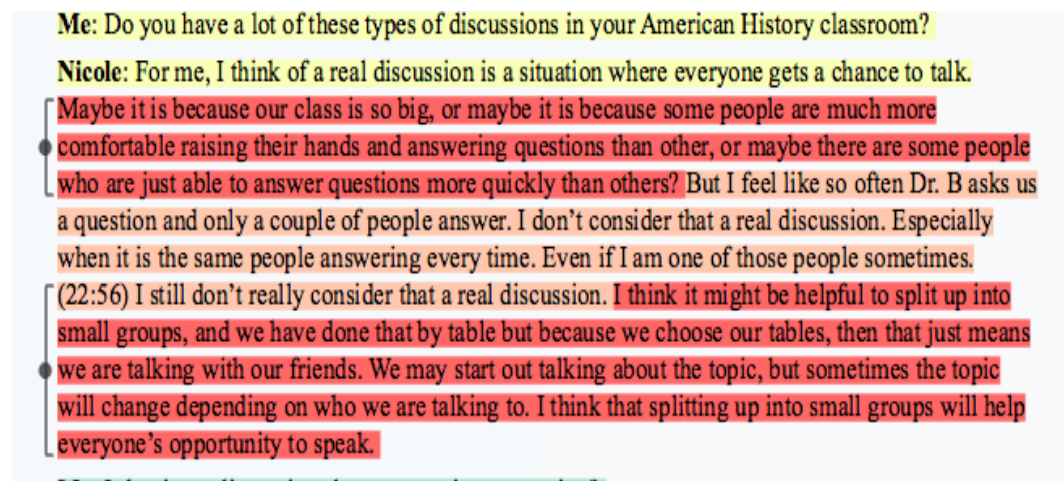 Me: Do you have a lot of these types of discussions in your American History classroom?
Nicole: For me, I think of a real discussion is a situation where everyone gets a chance to talk.
Maybe it is because our class is so big, or maybe it is because some people are much more
comfortable raising their hands and answering questions than other, or maybe there are some people
who are just able to answer questions more quickly than others? But I feel like so often Dr. B asks us
a question and only a couple of people answer. I don't consider that a real discussion. Especially
when it is the same people answering every time. Even if I am one of those people sometimes.
(22:56) I still don't really consider that a real discussion. I think it might be helpful to split up into
small groups, and we have done that by table but because we choose our tables, then that just means
we are talking with our friends. We may start out talking about the topic, but sometimes the topic
will change depending on who we are talking to. I think that splitting up into small groups will help
everyone's opportunity to speak.